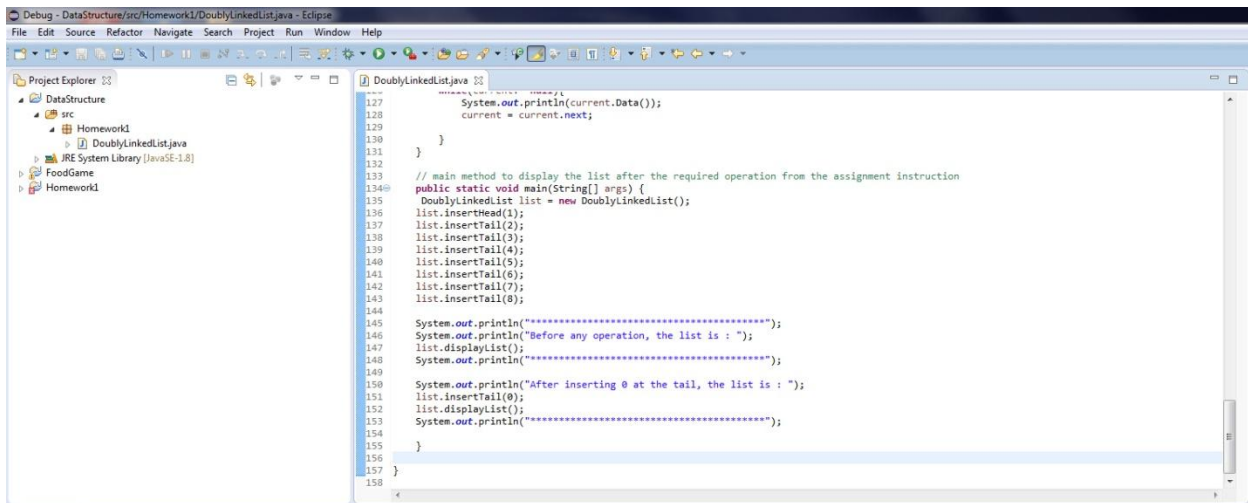 Debug - DataStructure/src/Homework1/DoublyLinkedList.java - Eclipse
File Edit Source Refactor Navigate Search Project Run Window Help
Project Explorer
DataStructure
src
Homework1
DoublyLinkedList.java
JRE System Library [JavaSE-1.8]
FoodGame
Homework1
DoublyLinkedList.java
127 System.out.println(current.Data());
128 current = current.next;
129
130 }
131 }
132
133 // main method to display the list after the required operation from the assignment instruction
134 public static void main(String[] args) {
135 DoublyLinkedList list = new DoublyLinkedList();
136 list.insertHead(1);
137 list.insertTail(2);
138 list.insertTail(3);
139 list.insertTail(4);
140 list.insertTail(5);
141 list.insertTail(6);
142 list.insertTail(7);
143 list.insertTail(8);
144
145 System.out.println("*****************************************");
146 System.out.println("Before any operation, the list is : ");
147 list.displayList();
148 System.out.println("*****************************************");
149
150 System.out.println("After inserting 0 at the tail, the list is : ");
151 list.insertTail(0);
152 list.displayList();
153 System.out.println("*****************************************");
154
155 }
156
157 }
158